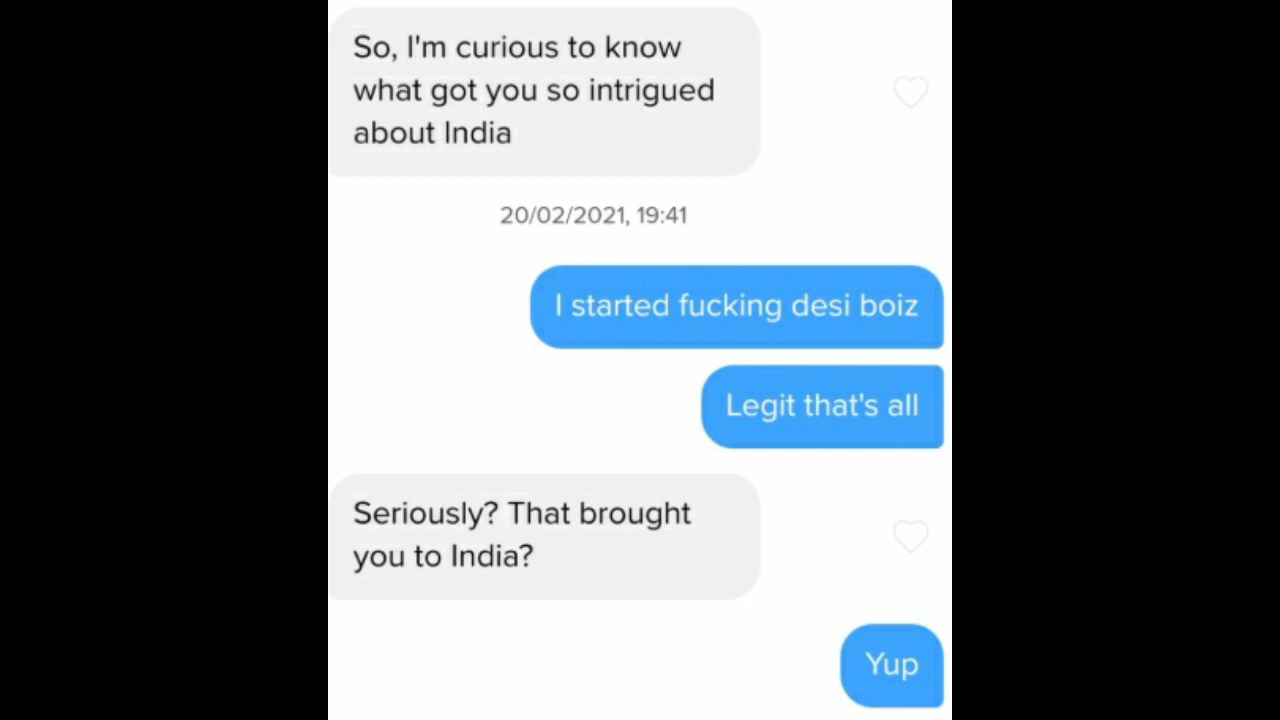 So, I'm curious to know
what got you so intrigued
about India
20/02/2021, 19:41
I started fucking desi boiz
Legit that's all
Seriously? That brought
you to India?
Yup